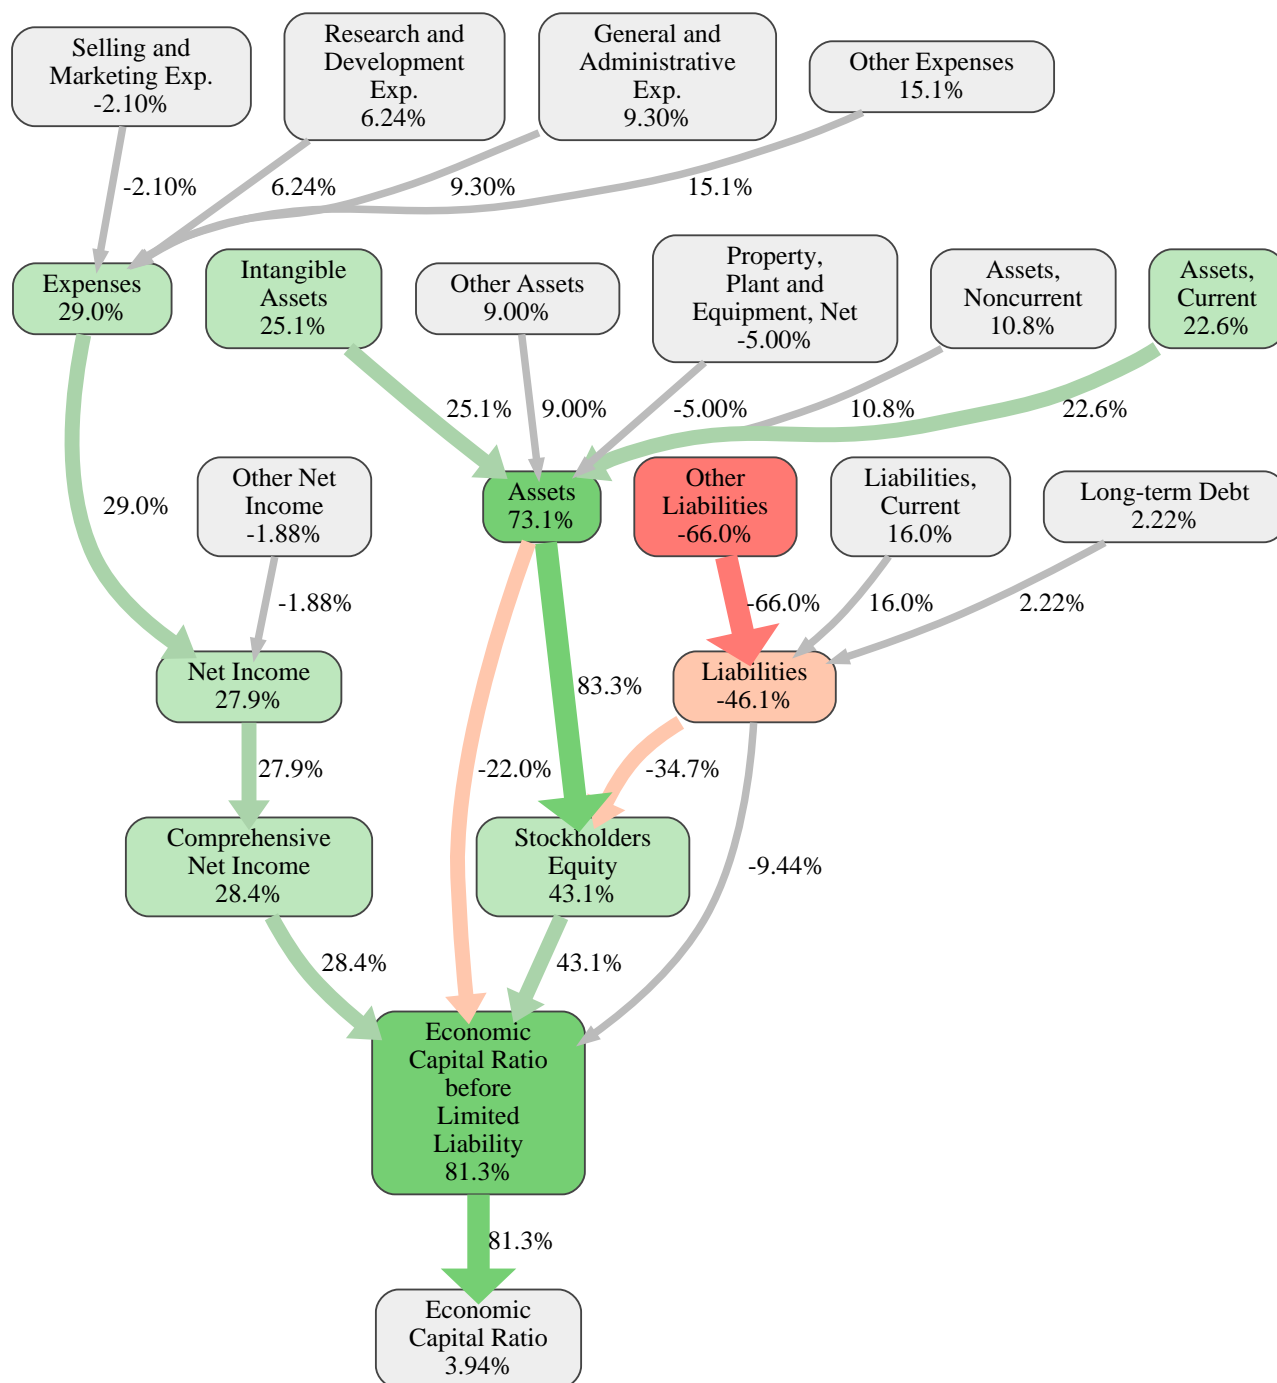 Selling and
Marketing Exp.
-2.10%
Research and
Development
Exp.
6.24%
General and
Administrative
Exp.
9.30%
Other Expenses
15.1%
-2.10%
6.24%
9.30%
15.1%
Expenses
29.0%
Intangible
Assets
25.1%
Other Assets
9.00%
Property,
Plant and
Equipment, Net
-5.00%
Assets,
Noncurrent
10.8%
Assets,
Current
22.6%
25.1%
9.00%
-5.00%
10.8%
22.6%
29.0%
Other Net
Income
-1.88%
Assets
73.1%
Other
Liabilities
-66.0%
Liabilities,
Current
16.0%
Long-term Debt
2.22%
-1.88%
-66.0%
16.0%
2.22%
Net Income
27.9%
83.3%
Liabilities
-46.1%
27.9%
-22.0%
-34.7%
Comprehensive
Net Income
28.4%
Stockholders
Equity
43.1%
-9.44%
28.4%
43.1%
Economic
Capital Ratio
before
Limited
Liability
81.3%
81.3%
Economic
Capital Ratio
3.94%